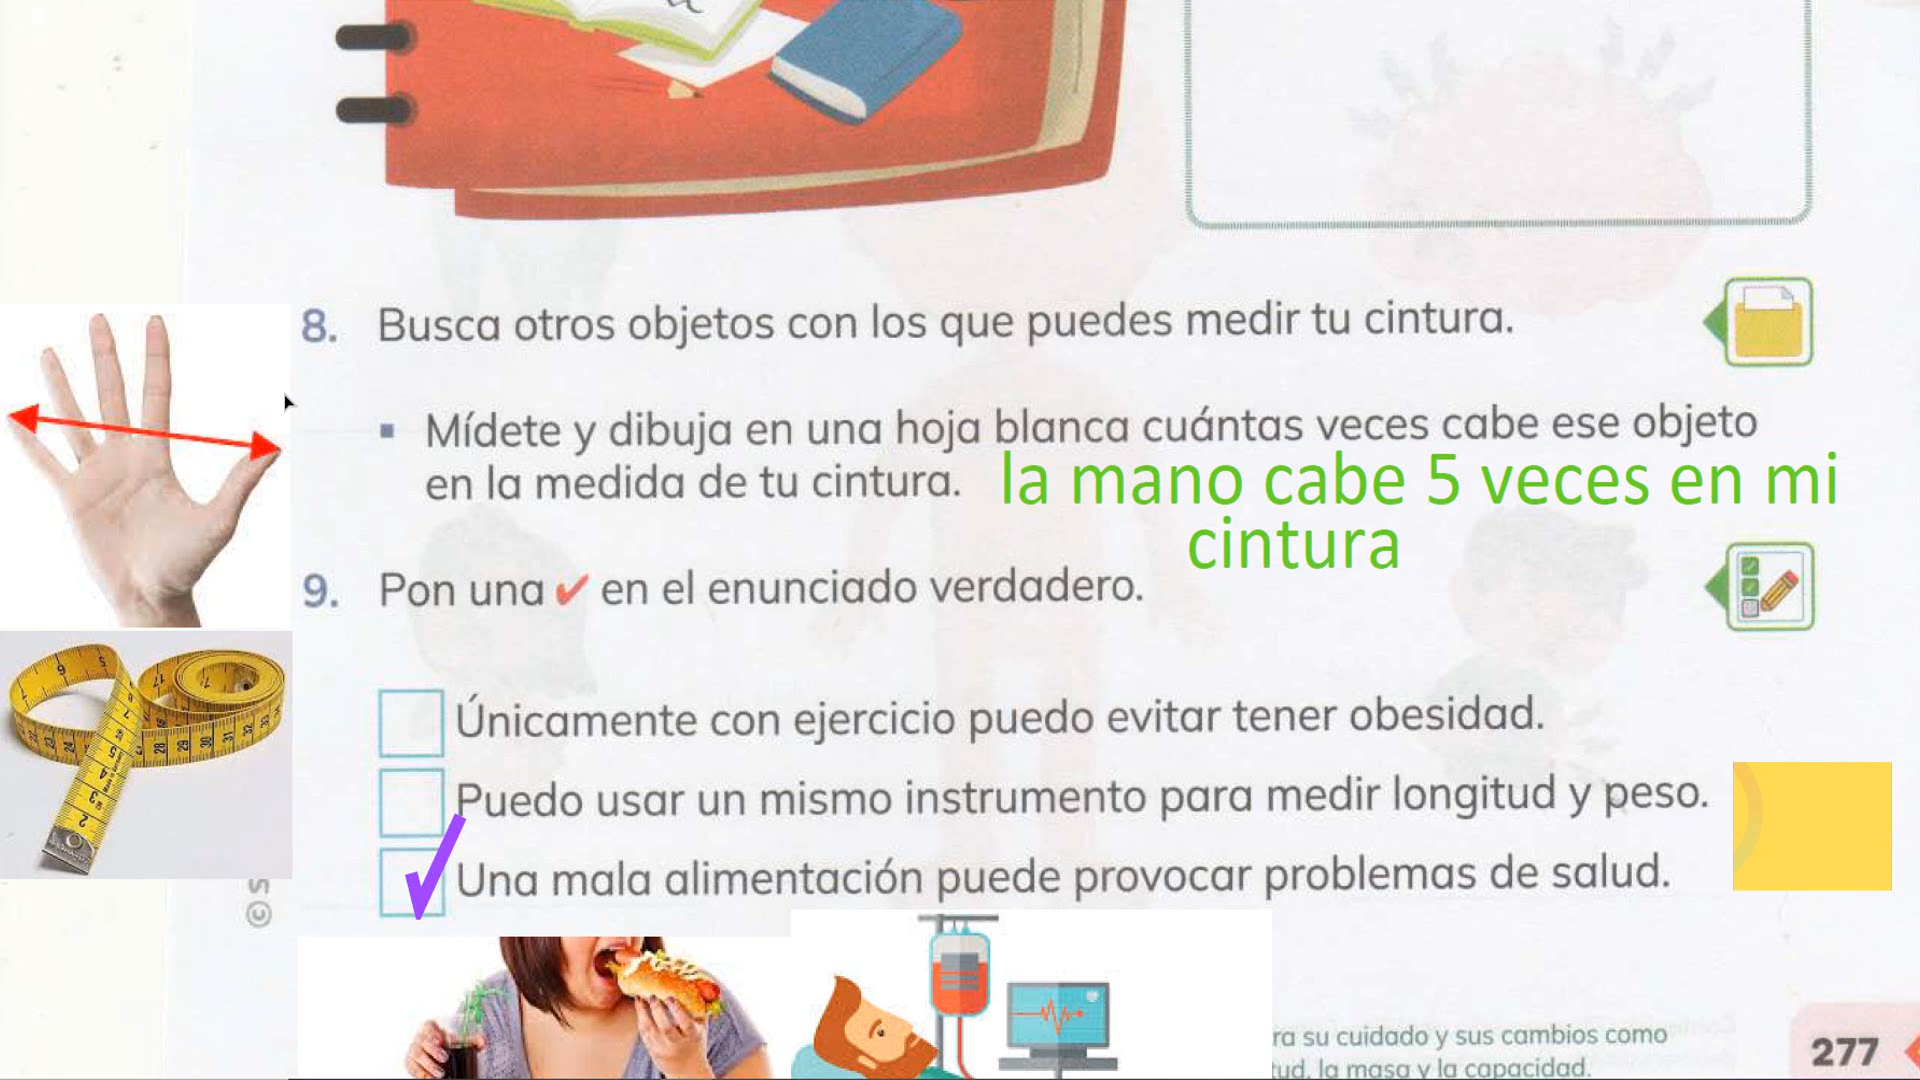 8. Busca otros objetos con los que puedes medir tu cintura.
▪ Mídete y dibuja en una hoja blanca cuántas veces cabe ese objeto
en la medida de tu cintura.
la mano cabe 5 veces en mi
cintura
9. Pon una ✔ en el enunciado verdadero.
Únicamente con ejercicio puedo evitar tener obesidad.
Puedo usar un mismo instrumento para medir longitud y peso.
Una mala alimentación puede provocar problemas de salud.
© S
ra su cuidado y sus cambios como
tud, la masa y la capacidad.
277